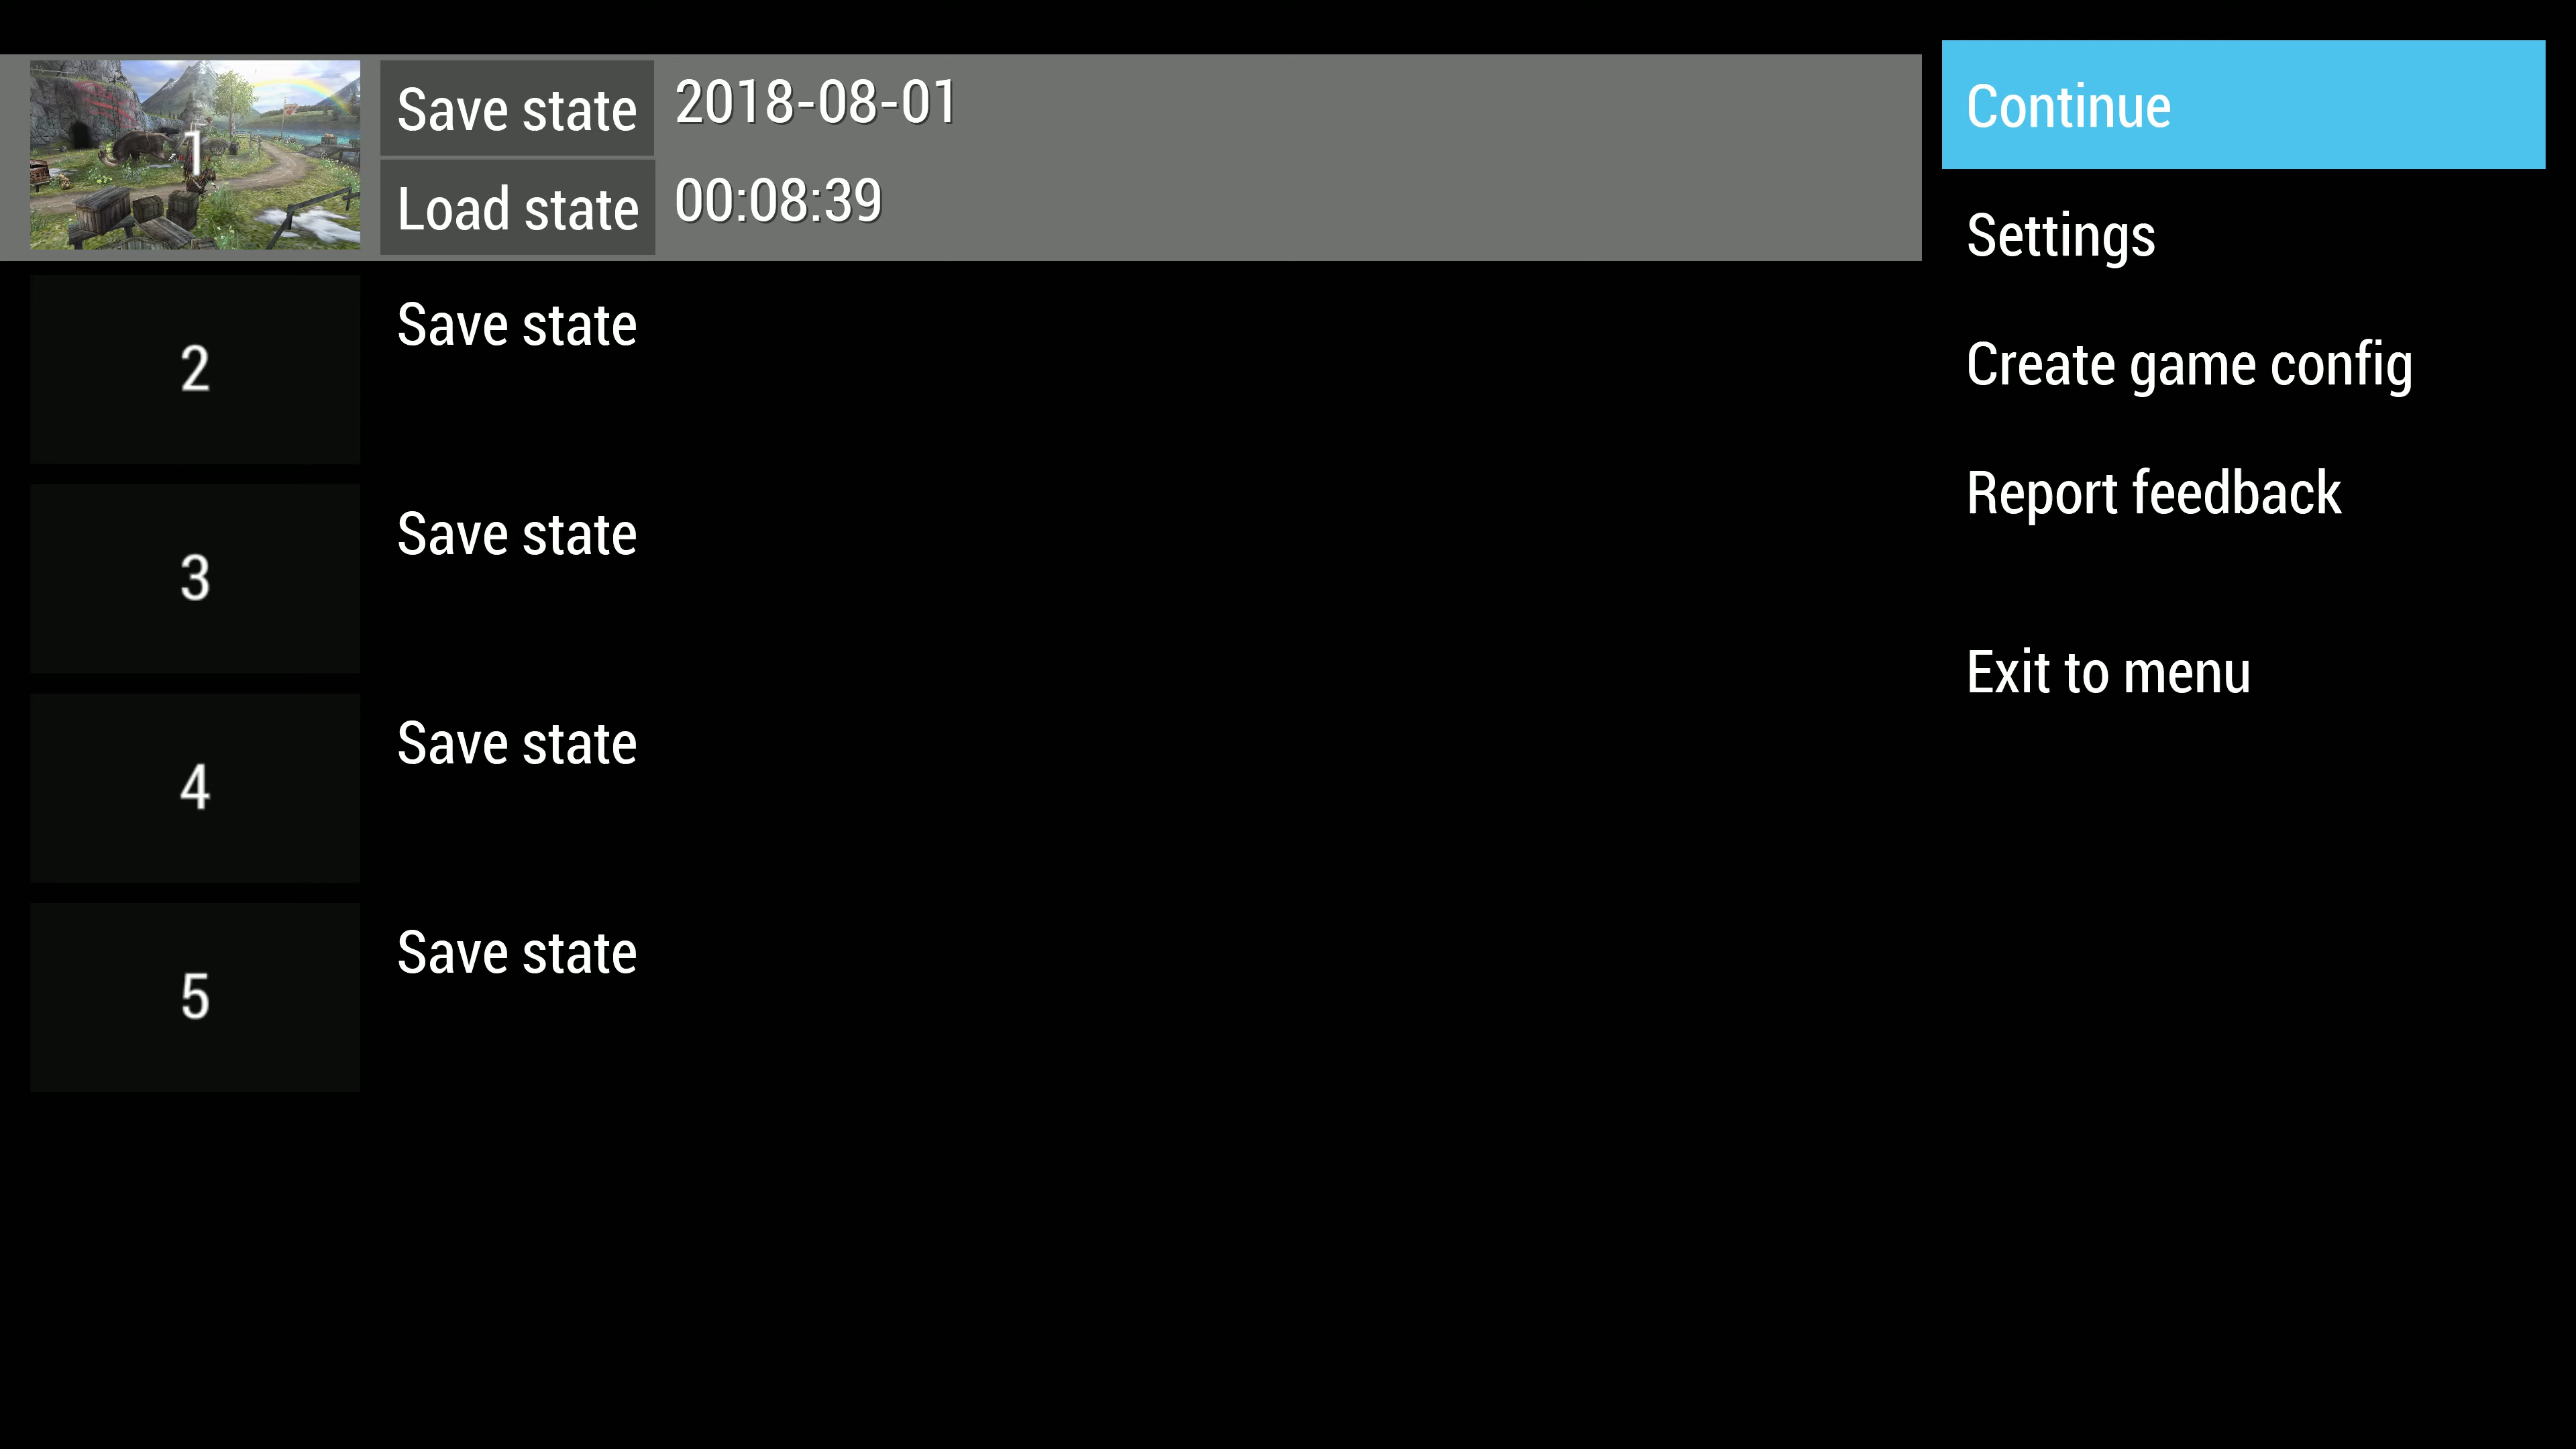 1
Save state
2018-08-01
Load state
00:08:39
2
Save state
3
Save state
4
Save state
5
Save state
Continue
Settings
Create game config
Report feedback
Exit to menu